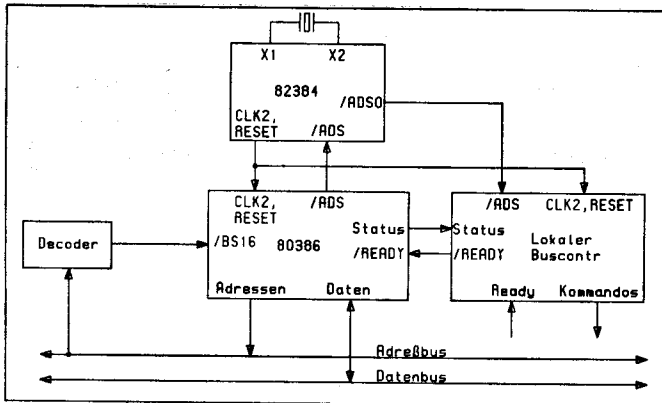 X1 X2
82384
/ADSO
CLK2,
RESET /ADS
CLK2,
RESET /ADS
/BS16 80386
Status
/READY
Adressen Daten
Decoder
/ADS CLK2,RESET
Status
/READY
Lokaler
Buscontr
Ready Kommandos
Adreßbus
Datenbus